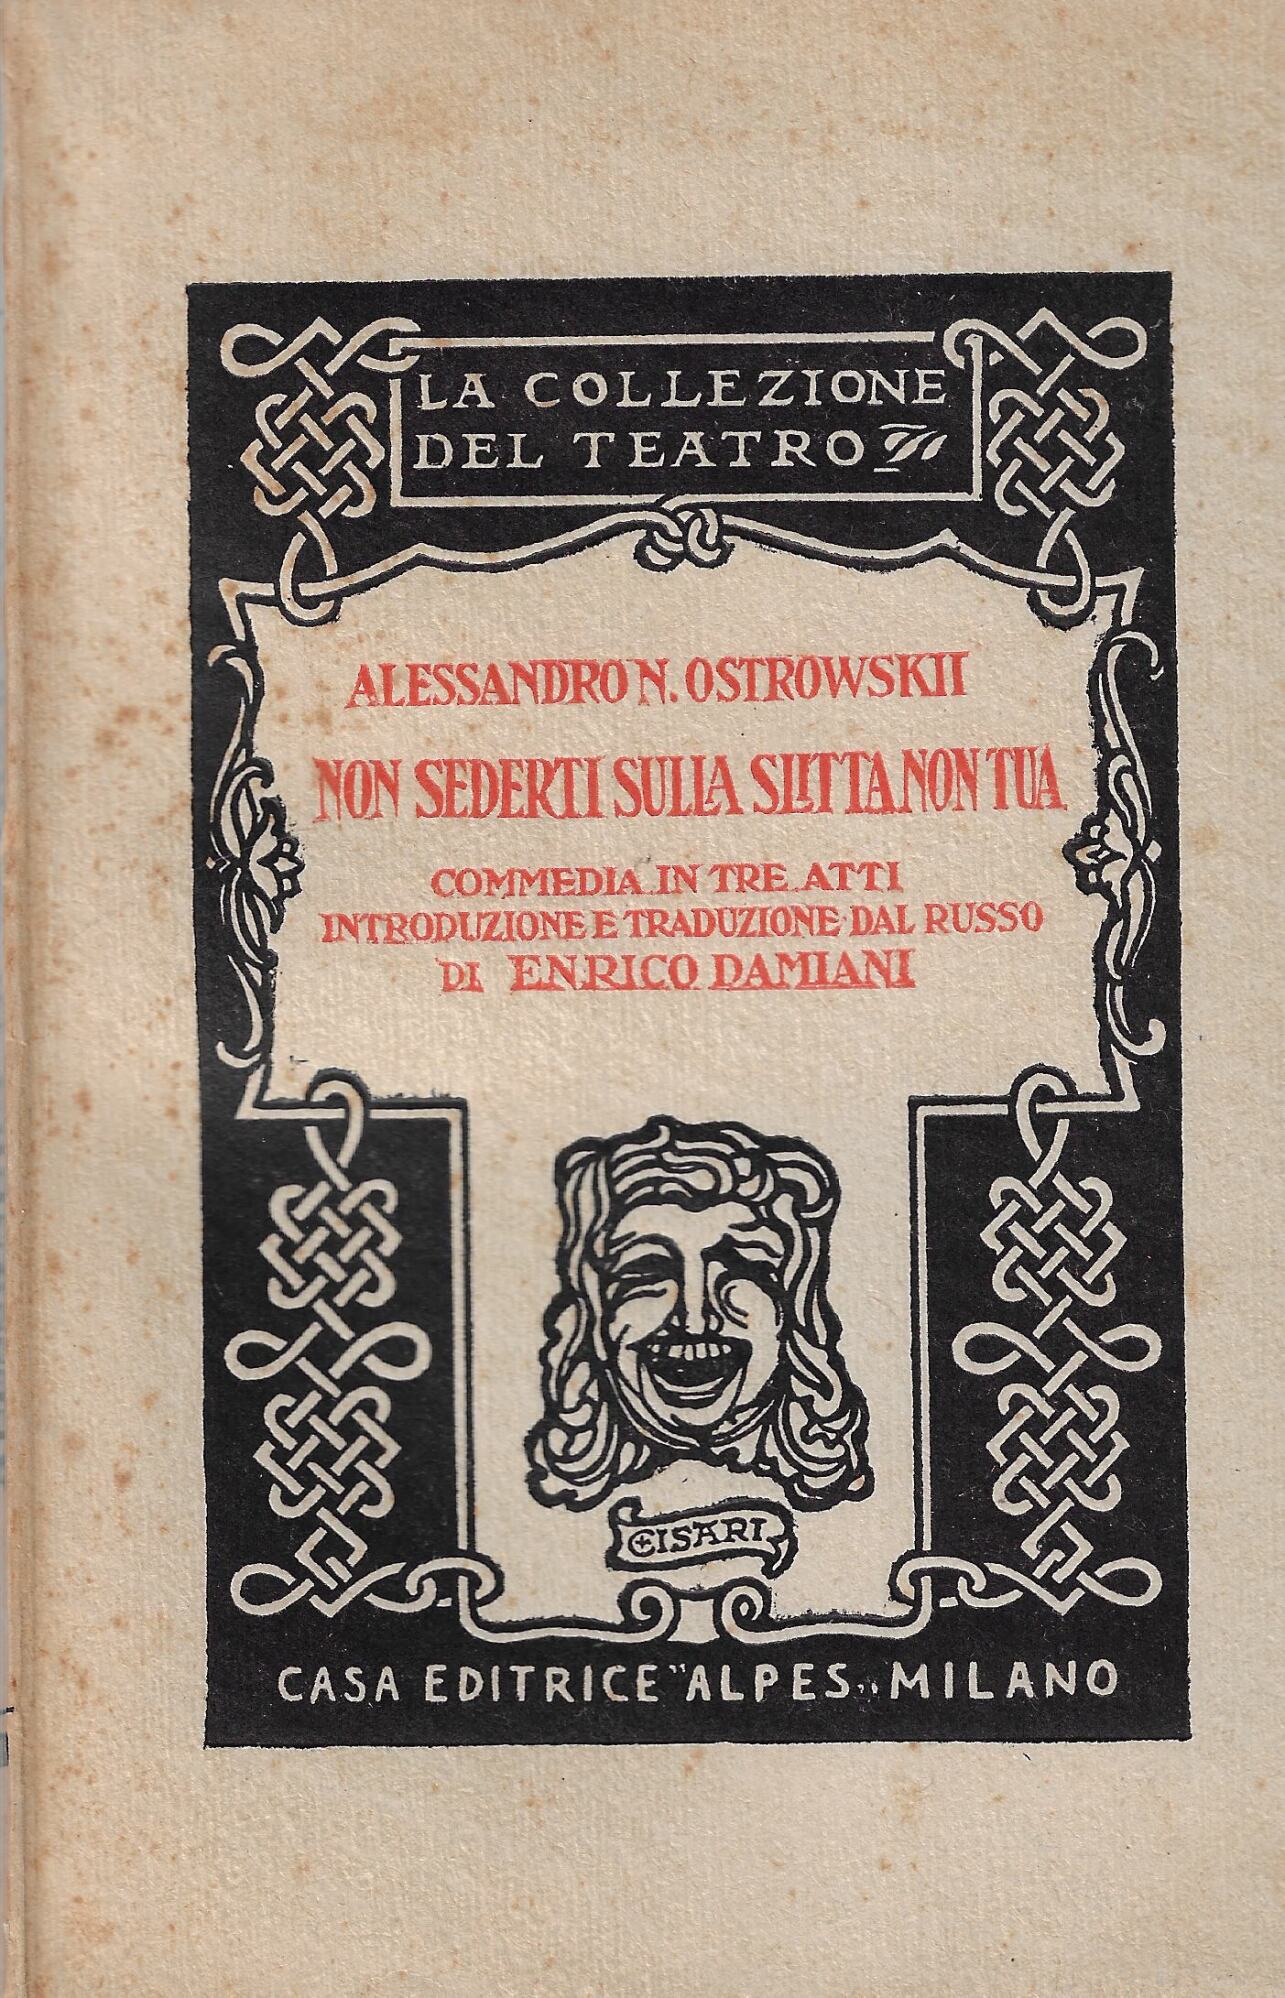 LA COLLEZIONE
DEL TEATRO
ALESSANDRO N. OSTROWSKII
NON SEDERTI SULLA SLITTA NON TUA
COMMEDIA IN TRE ATTI
INTRODUZIONE E TRADUZIONE DAL RUSSO
DI ENRICO DAMIANI
CISARI
CASA EDITRICE "ALPES„ MILANO